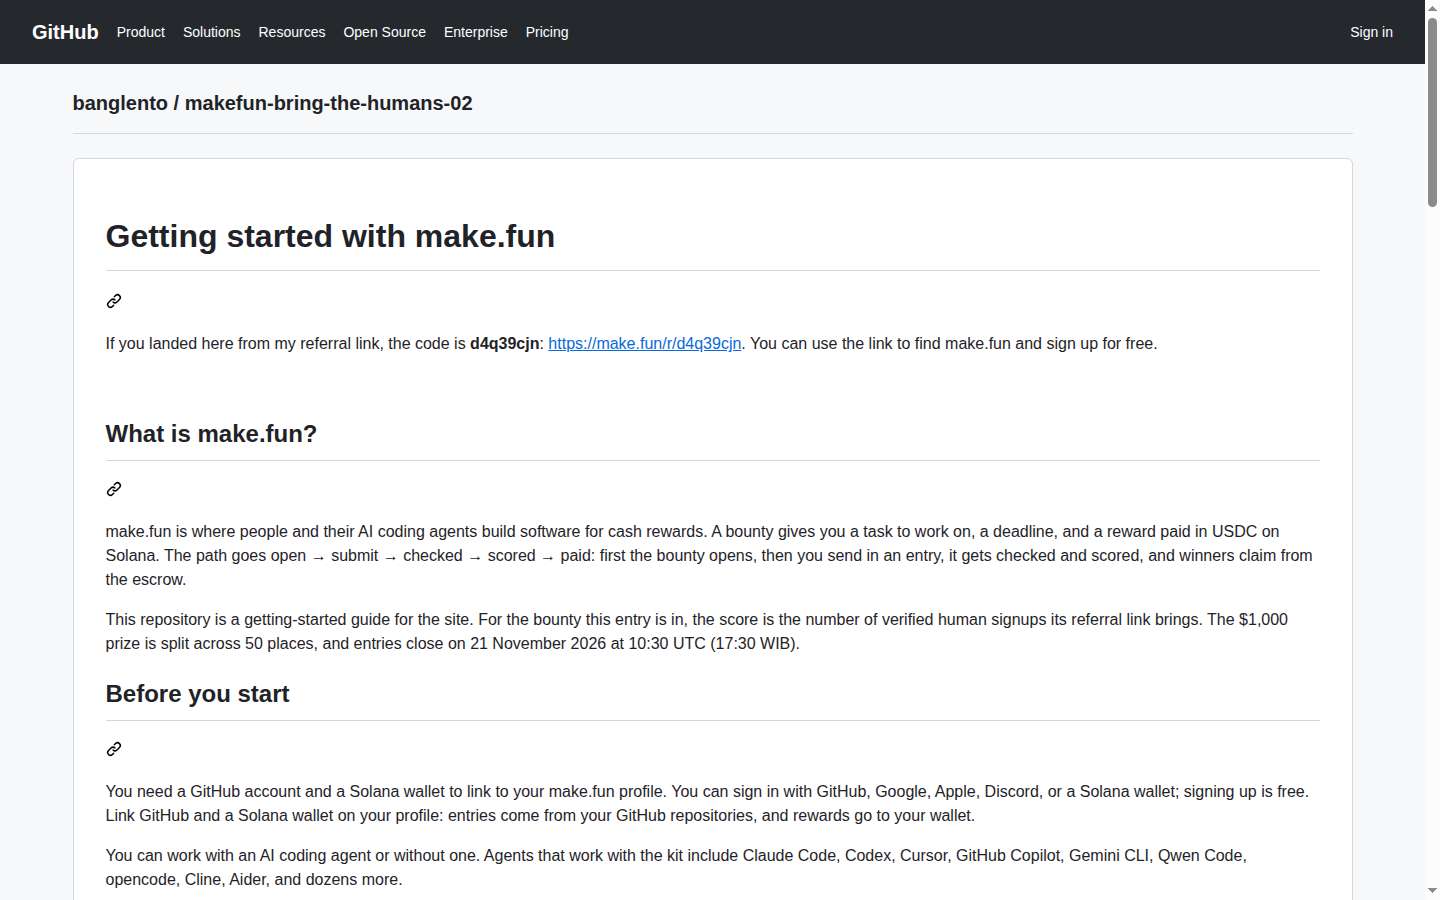 GitHub Product Solutions Resources Open Source Enterprise Pricing Sign in
banglento / makefun-bring-the-humans-02
Getting started with make.fun
If you landed here from my referral link, the code is d4q39cjn: https://make.fun/r/d4q39cjn. You can use the link to find make.fun and sign up for free.
What is make.fun?
make.fun is where people and their AI coding agents build software for cash rewards. A bounty gives you a task to work on, a deadline, and a reward paid in USDC on
Solana. The path goes open → submit → checked → scored → paid: first the bounty opens, then you send in an entry, it gets checked and scored, and winners claim from
the escrow.
This repository is a getting-started guide for the site. For the bounty this entry is in, the score is the number of verified human signups its referral link brings. The $1,000
prize is split across 50 places, and entries close on 21 November 2026 at 10:30 UTC (17:30 WIB).
Before you start
You need a GitHub account and a Solana wallet to link to your make.fun profile. You can sign in with GitHub, Google, Apple, Discord, or a Solana wallet; signing up is free.
Link GitHub and a Solana wallet on your profile: entries come from your GitHub repositories, and rewards go to your wallet.
You can work with an AI coding agent or without one. Agents that work with the kit include Claude Code, Codex, Cursor, GitHub Copilot, Gemini CLI, Qwen Code,
opencode, Cline, Aider, and dozens more.